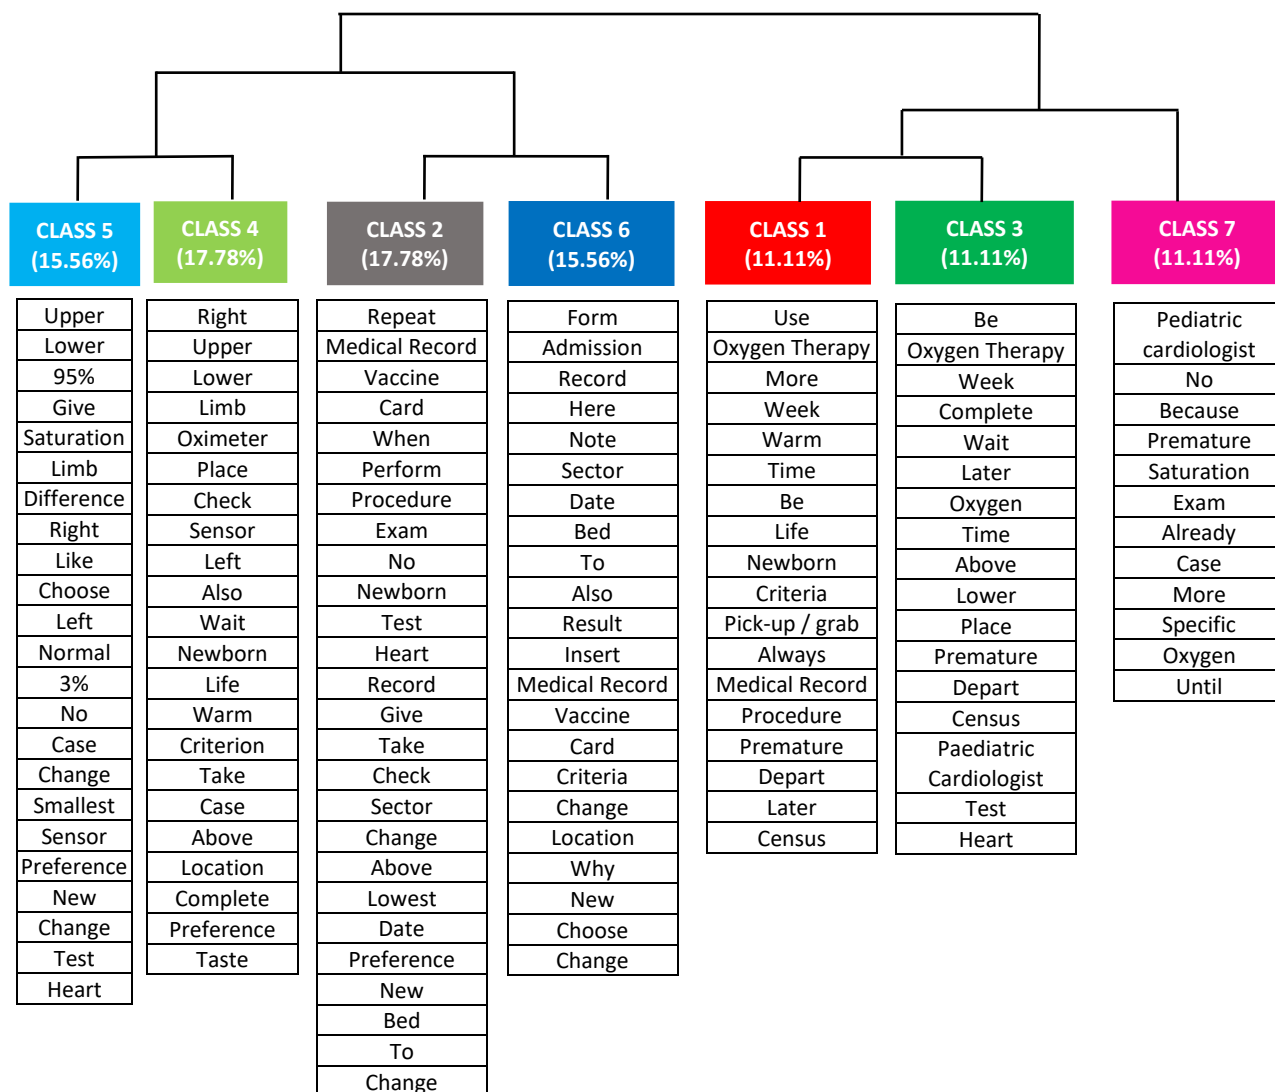 CLASS 5
(15.56%)
Upper
Lower
95%
Give
Saturation
Limb
Difference
Right
Like
Choose
Left
Normal
3%
No
Case
Change
Smallest
Sensor
Preference
New
Change
Test
Heart
CLASS 4
(17.78%)
Right
Upper
Lower
Limb
Oximeter
Place
Check
Sensor
Left
Also
Wait
Newborn
Life
Warm
Criterion
Take
Case
Above
Location
Complete
Preference
Taste
CLASS 2
(17.78%)
Repeat
Medical Record
Vaccine
Card
When
Perform
Procedure
Exam
No
Newborn
Test
Heart
Record
Give
Take
Check
Sector
Change
Above
Lowest
Date
Preference
New
Bed
To
Change
CLASS 6
(15.56%)
Form
Admission
Record
Here
Note
Sector
Date
Bed
To
Also
Result
Insert
Medical Record
Vaccine
Card
Criteria
Change
Location
Why
New
Choose
Change
CLASS 1
(11.11%)
Use
Oxygen Therapy
More
Week
Warm
Time
Be
Life
Newborn
Criteria
Pick-up / grab
Always
Medical Record
Procedure
Premature
Depart
Later
Census
CLASS 3
(11.11%)
Be
Oxygen Therapy
Week
Complete
Wait
Later
Oxygen
Time
Above
Lower
Place
Premature
Depart
Census
Paediatric
Cardiologist
Test
Heart
CLASS 7
(11.11%)
Pediatric
cardiologist
No
Because
Premature
Saturation
Exam
Already
Case
More
Specific
Oxygen
Until